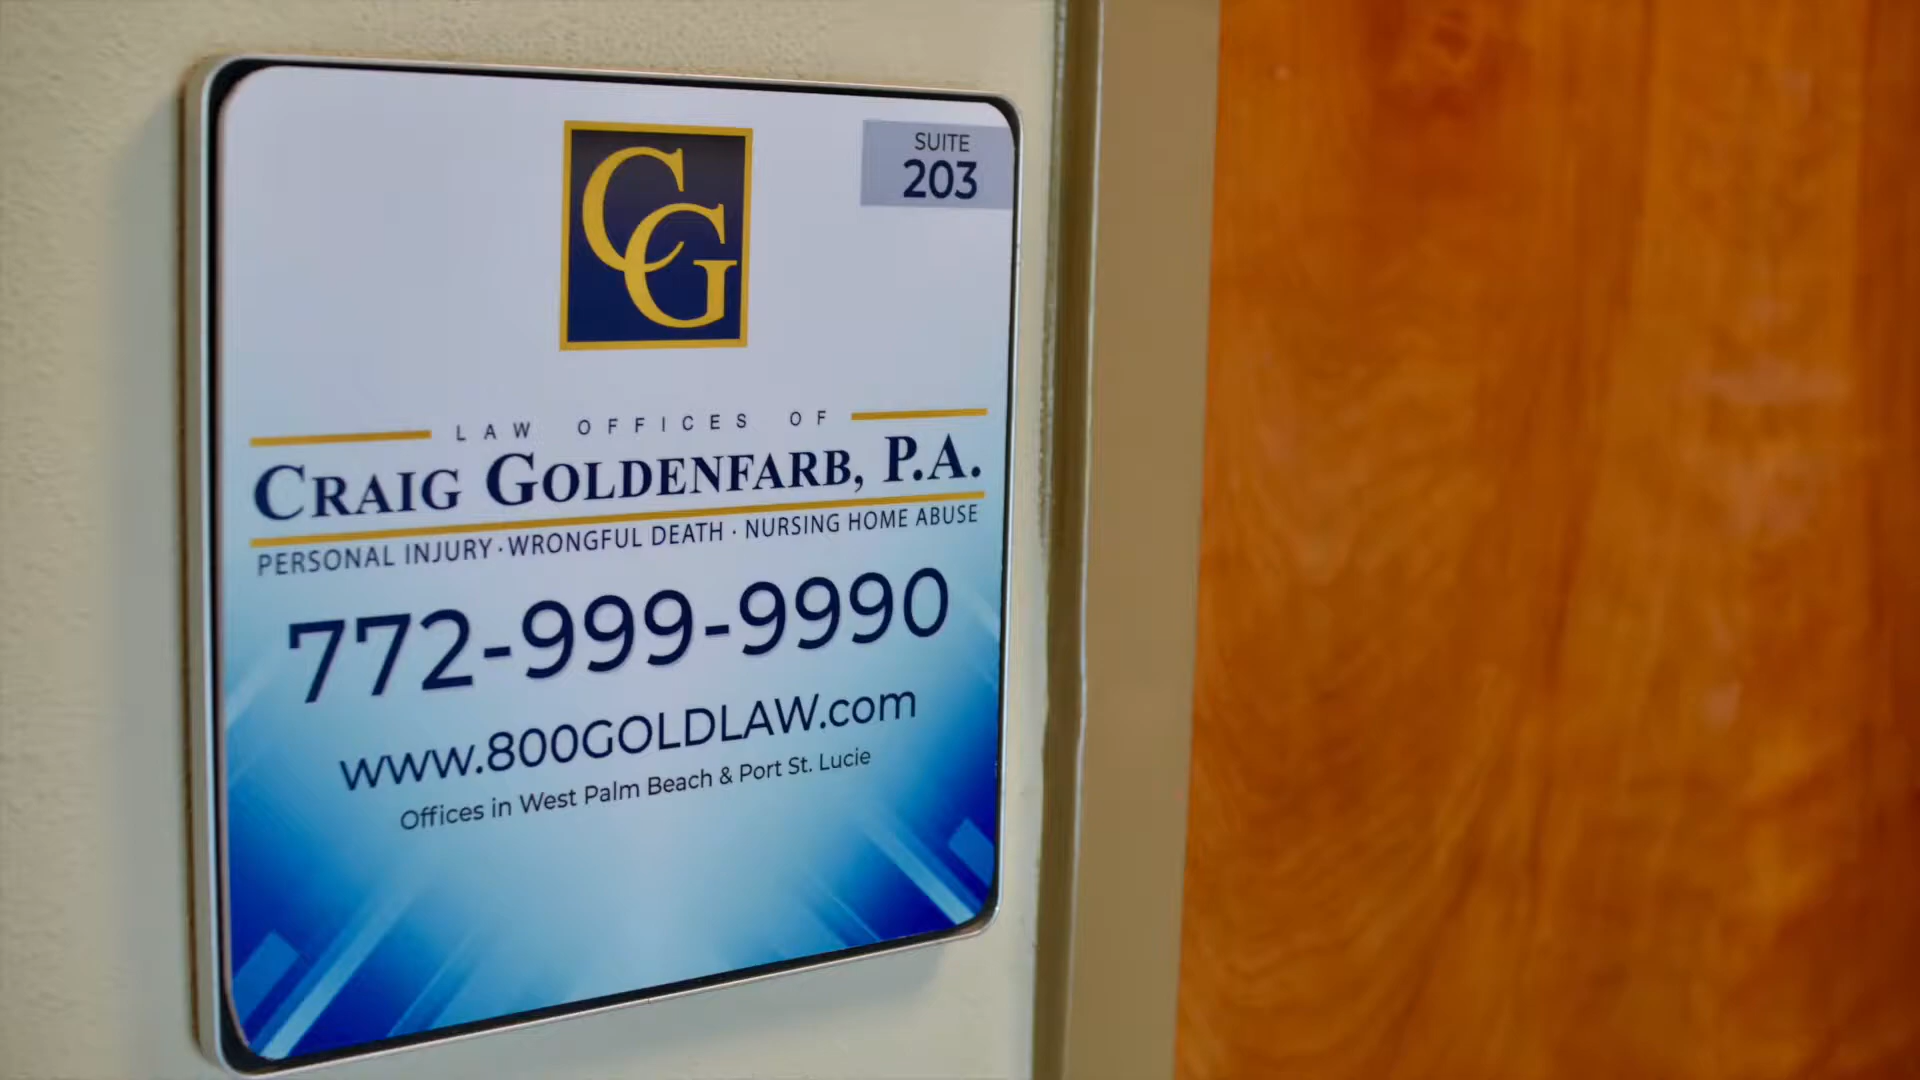 CG
SUITE
203
LAW OFFICES OF
CRAIG GOLDENFARB, P.A.
PERSONAL INJURY · WRONGFUL DEATH · NURSING HOME ABUSE
772-999-9990
www.800GOLDLAW.com
Offices in West Palm Beach & Port St. Lucie